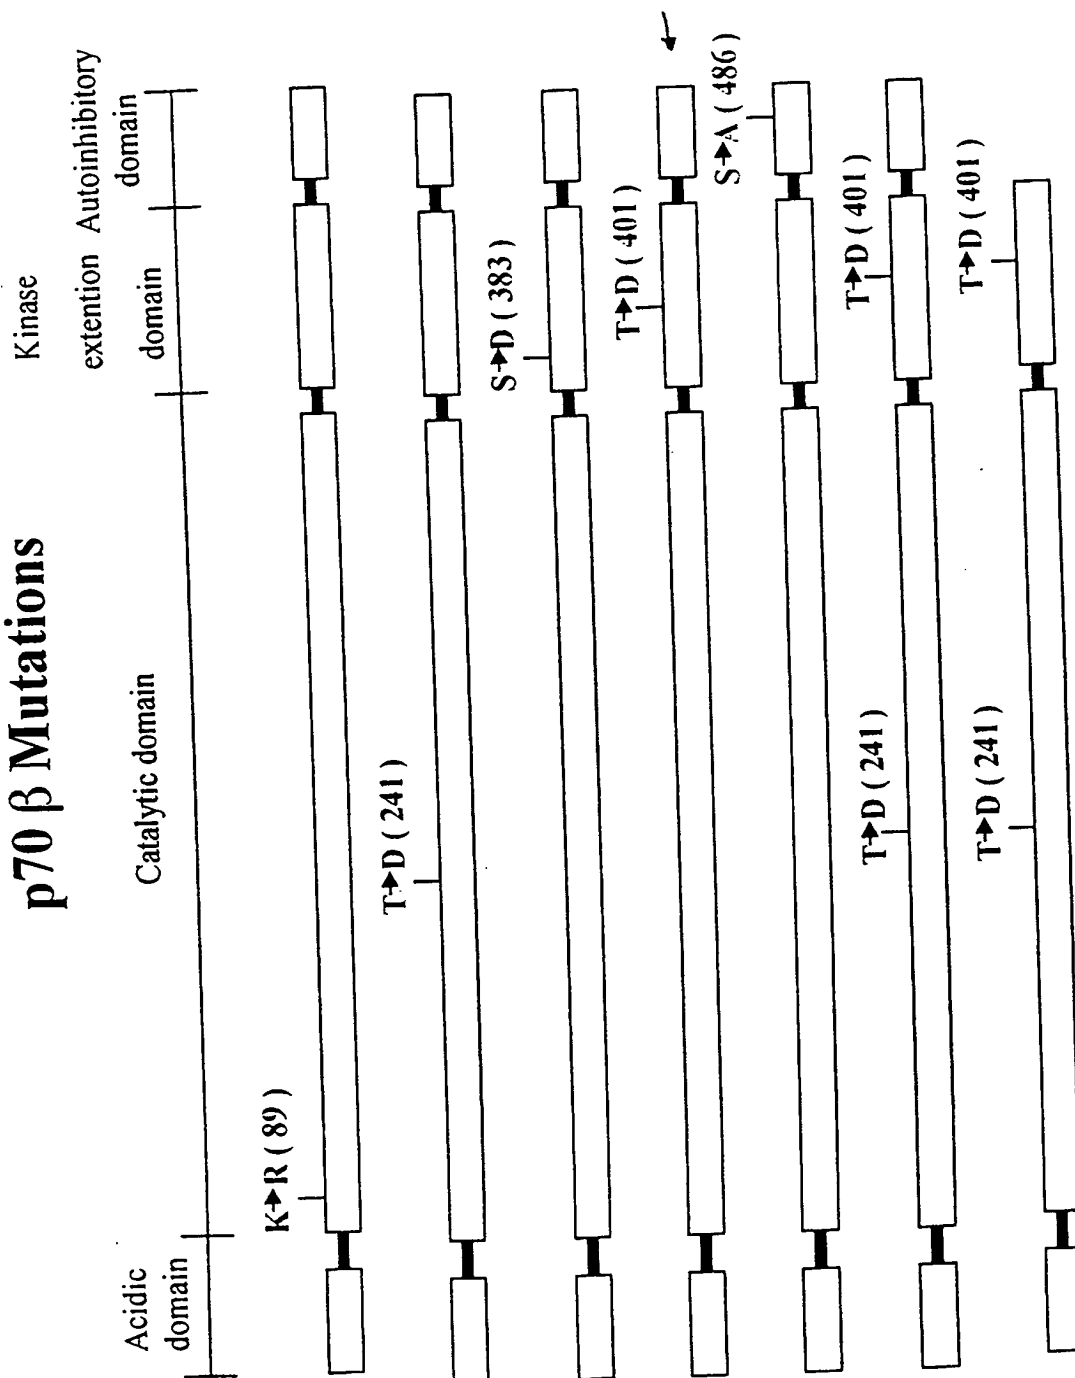 p70 β Mutations
Acidic
domain
Catalytic domain
Kinase
extention
domain
Autoinhibitory
domain
K→R ( 89 )
T→D ( 241 )
S→D ( 383 )
T→D ( 401 )
S→A ( 486 )
T→D ( 241 )
T→D ( 401 )
T→D ( 241 )
T→D ( 401 )